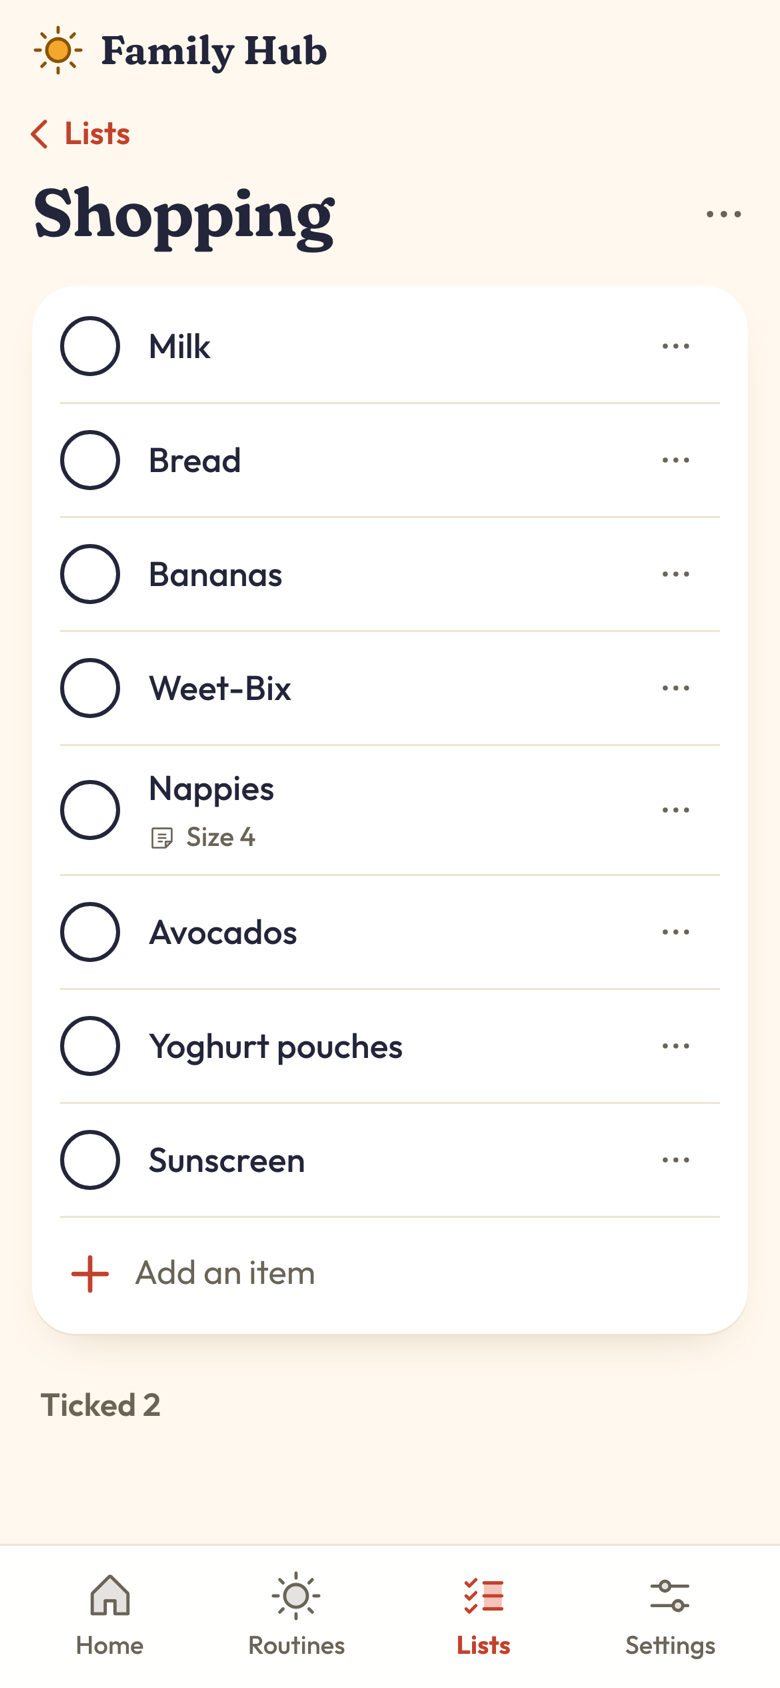 Family Hub
Lists
Shopping
Milk
Bread
Bananas
Weet-Bix
Nappies
Size 4
Avocados
Yoghurt pouches
Sunscreen
Add an item
Ticked 2
Home
Routines
Lists
Settings